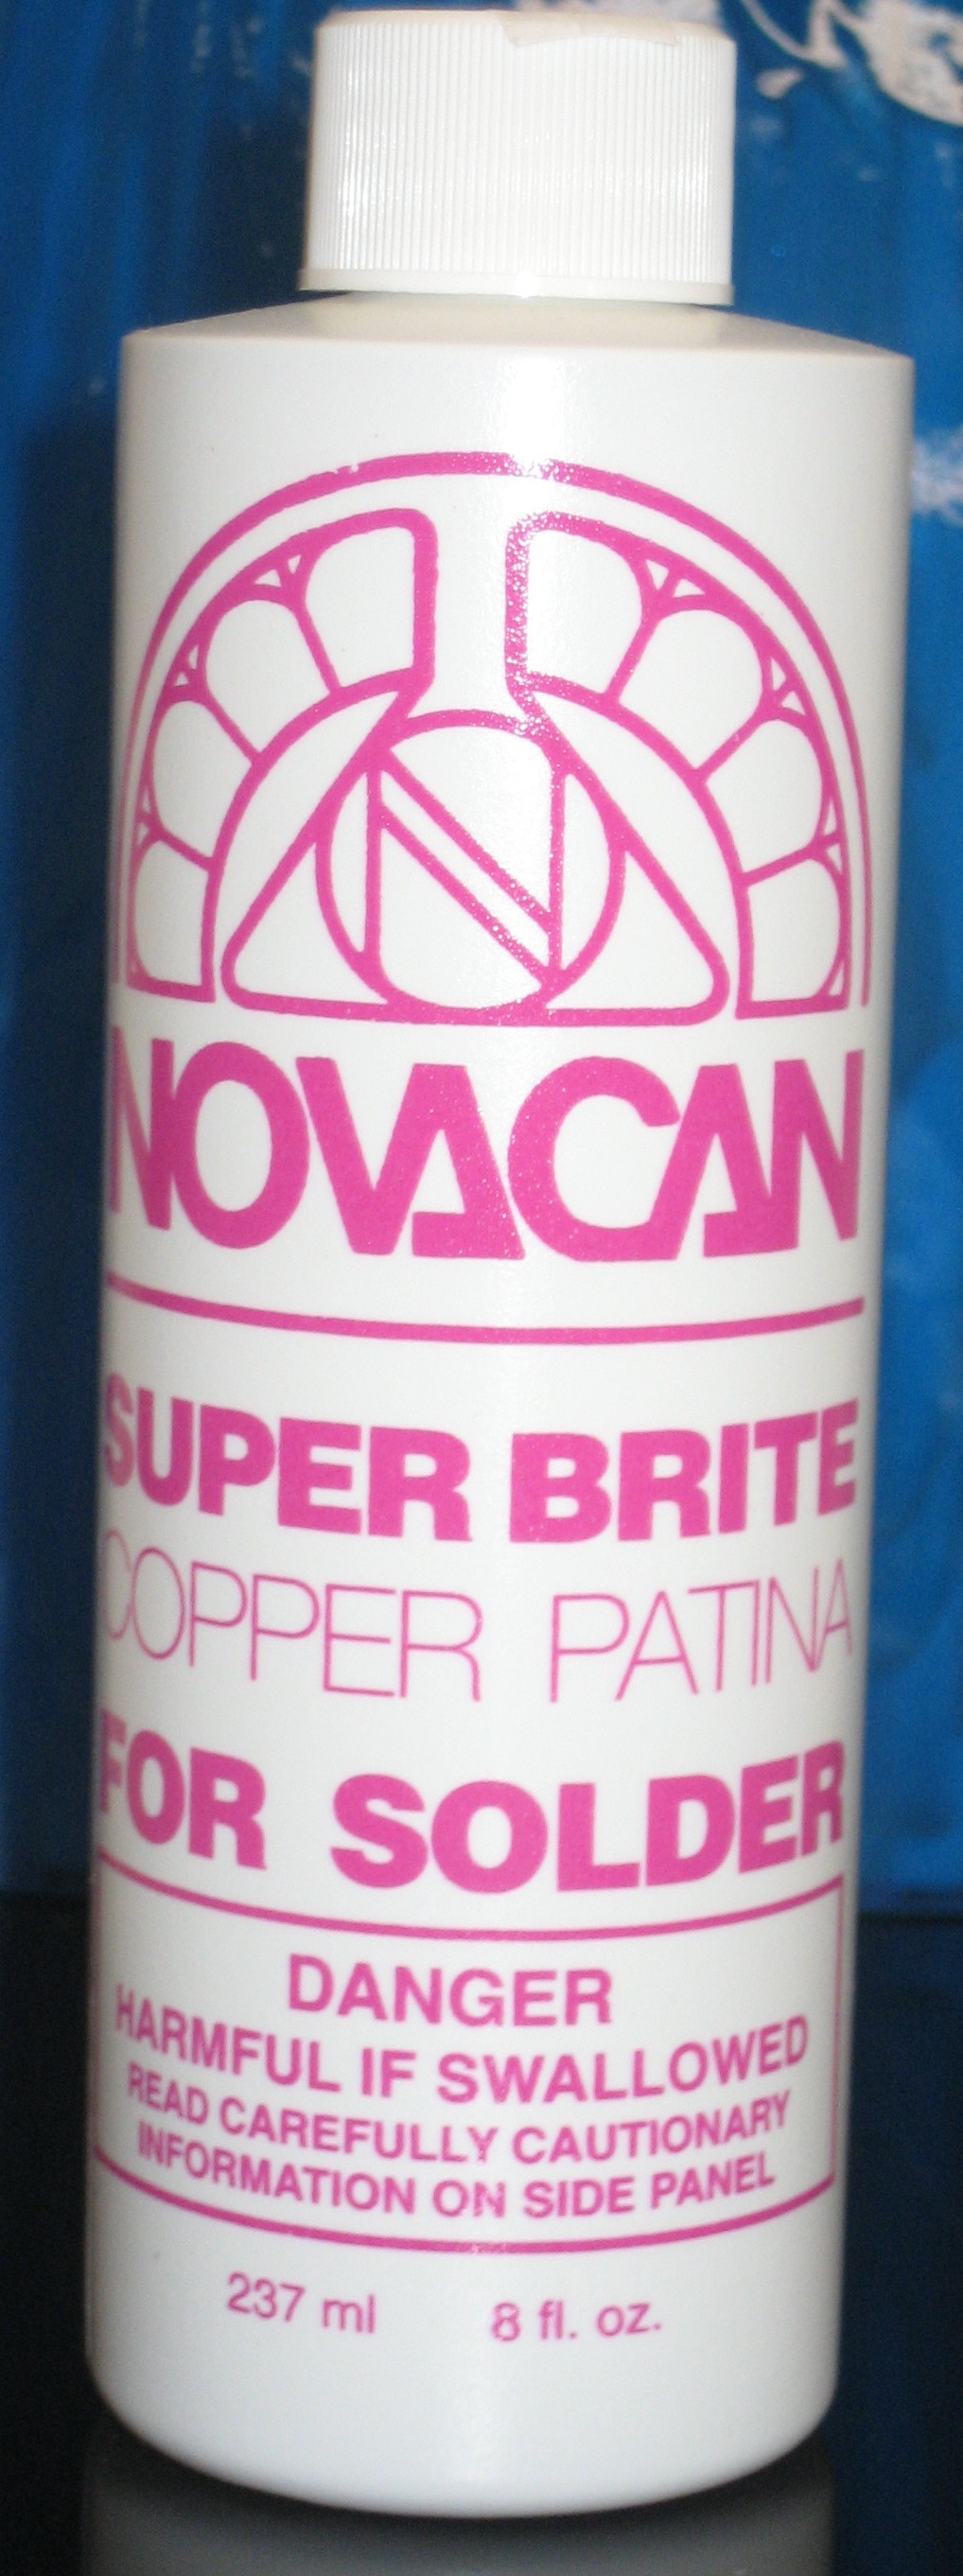 N
NOVACAN
SUPER BRITE
COPPER PATINA
FOR SOLDER
DANGER
HARMFUL IF SWALLOWED
READ CAREFULLY CAUTIONARY
INFORMATION ON SIDE PANEL
237 ml 8 fl. oz.